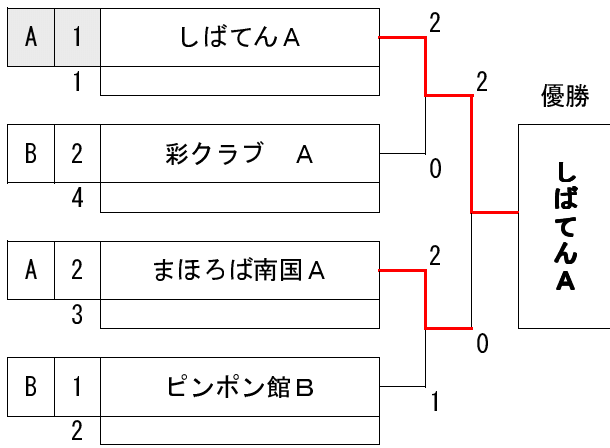 A 1 しばてんA 2
1
2
優勝
B 2 彩クラブ　A 0
4
しばてんA
A 2 まほろば南国A 2
3
0
B 1 ピンポン館B 1
2